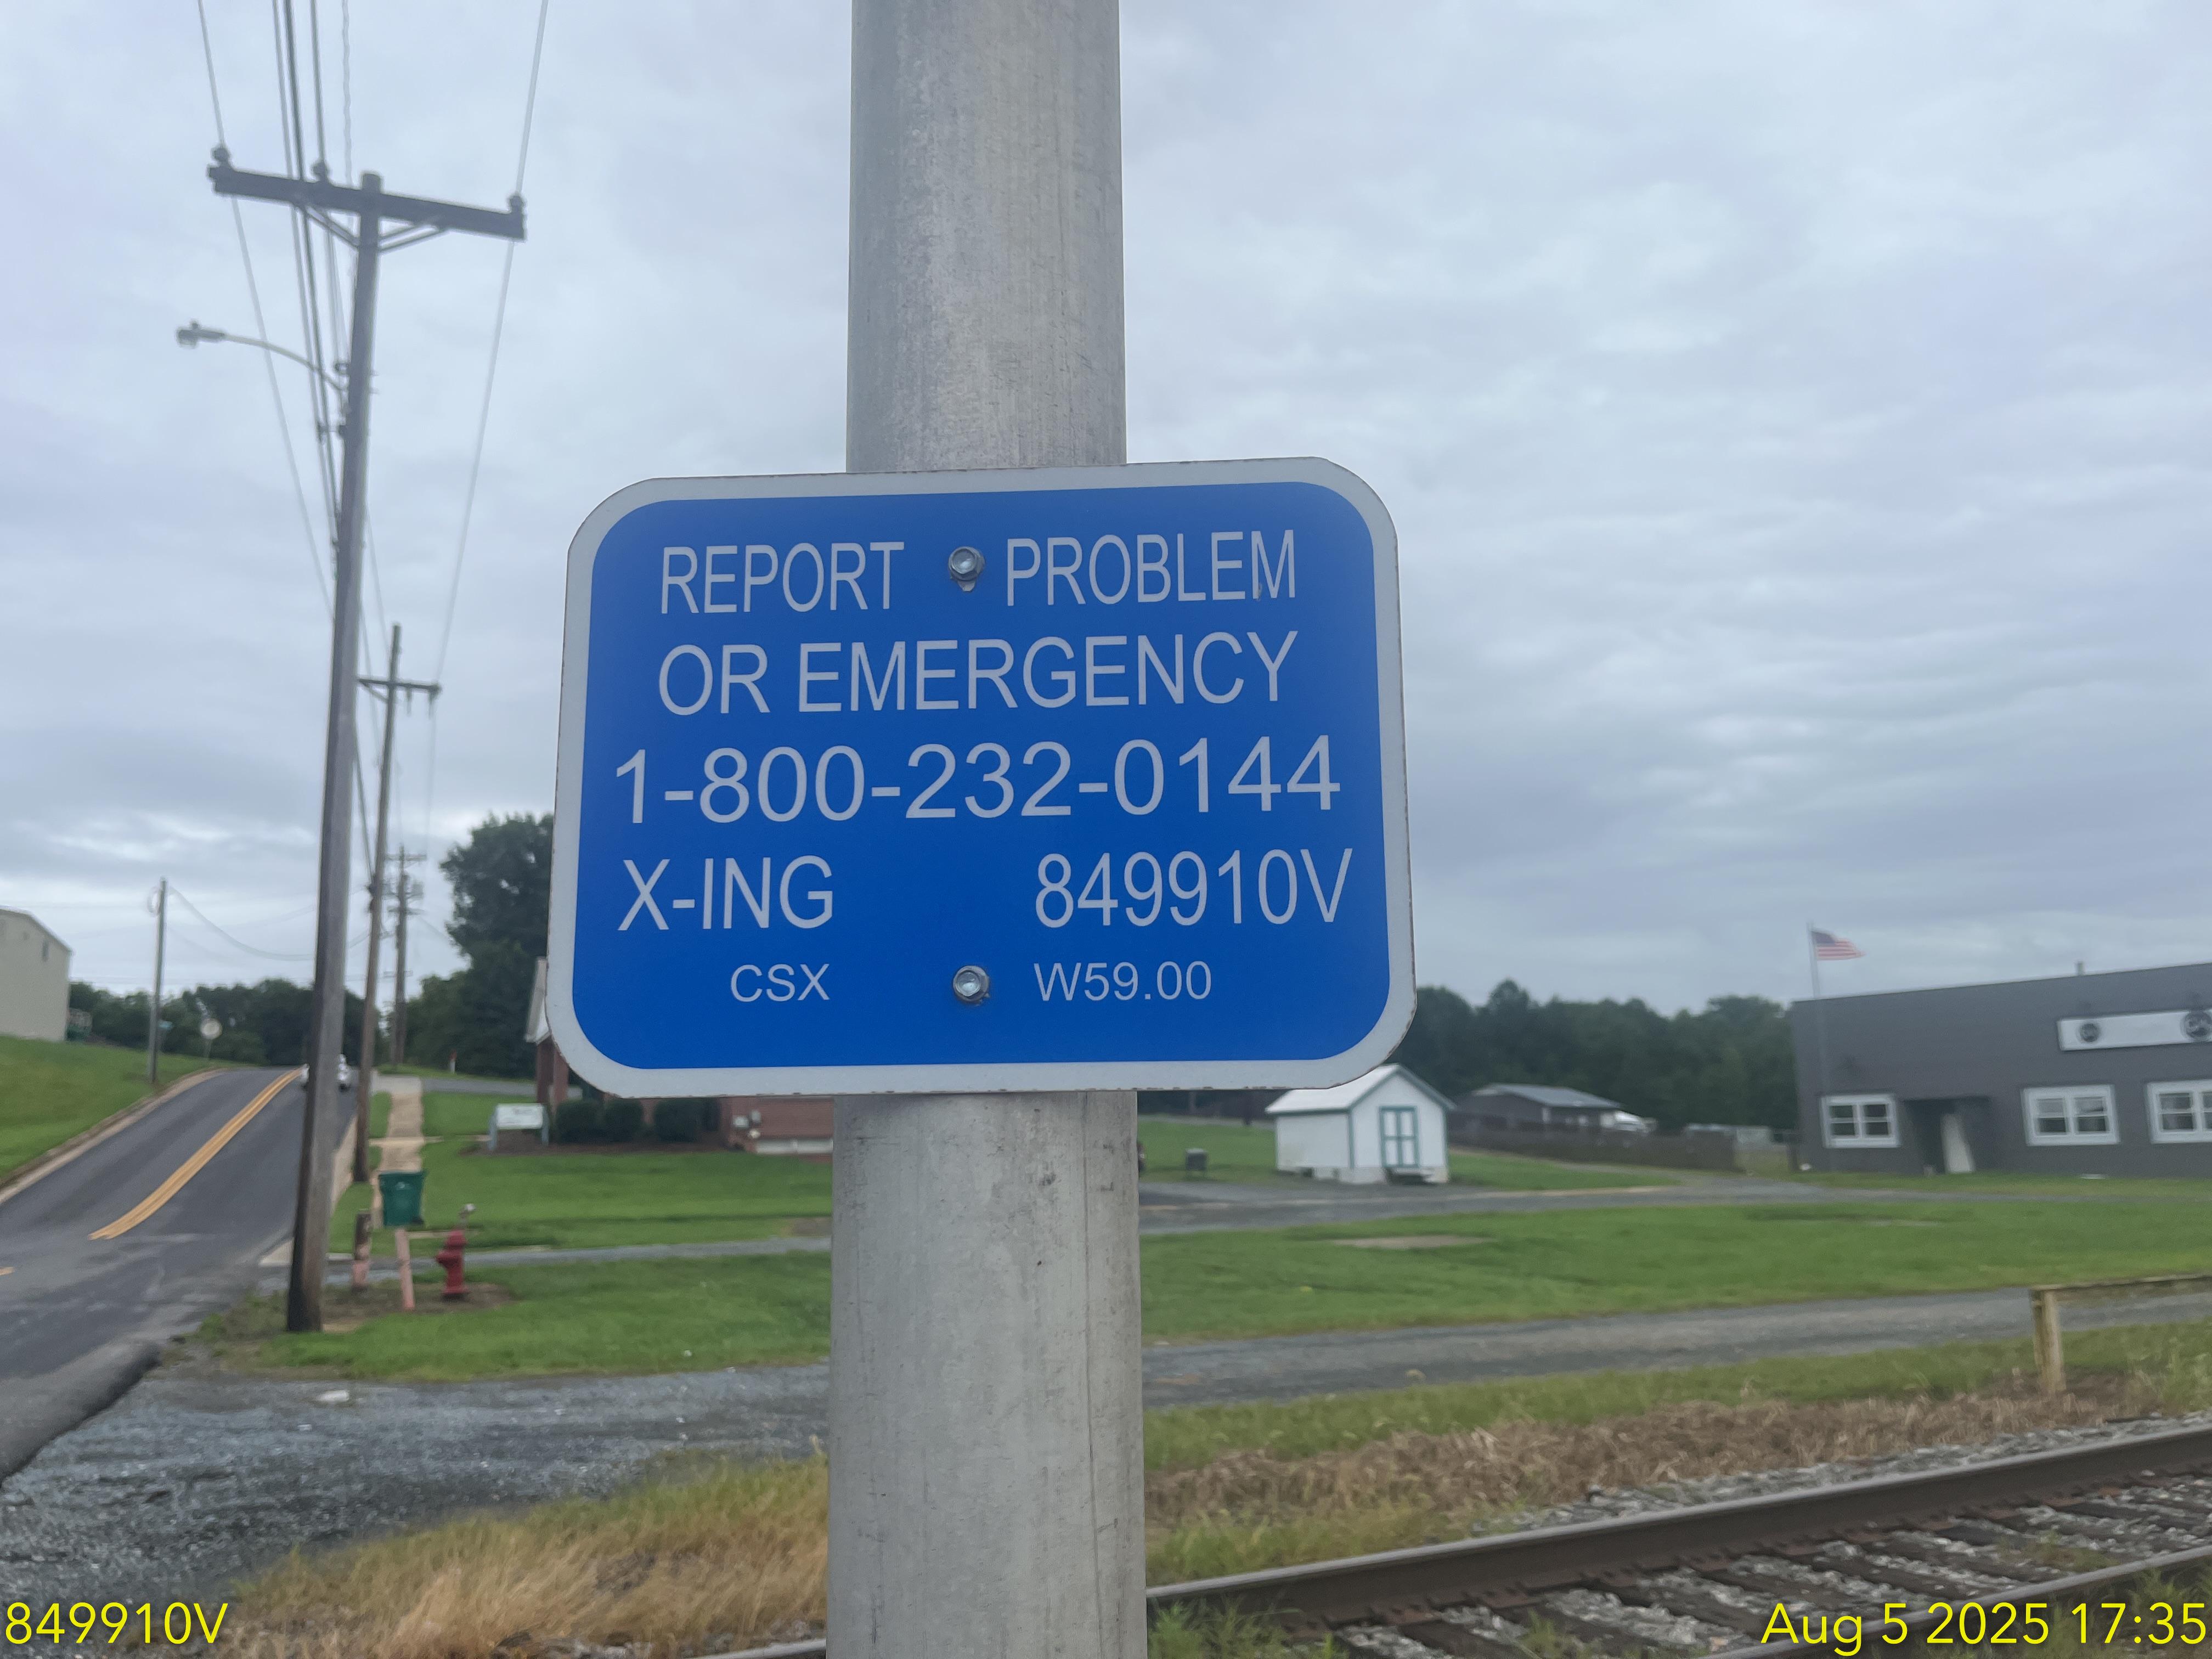 REPORT PROBLEM
OR EMERGENCY
1-800-232-0144
X-ING 849910V
CSX W59.00
849910V
Aug 5 2025 17:35